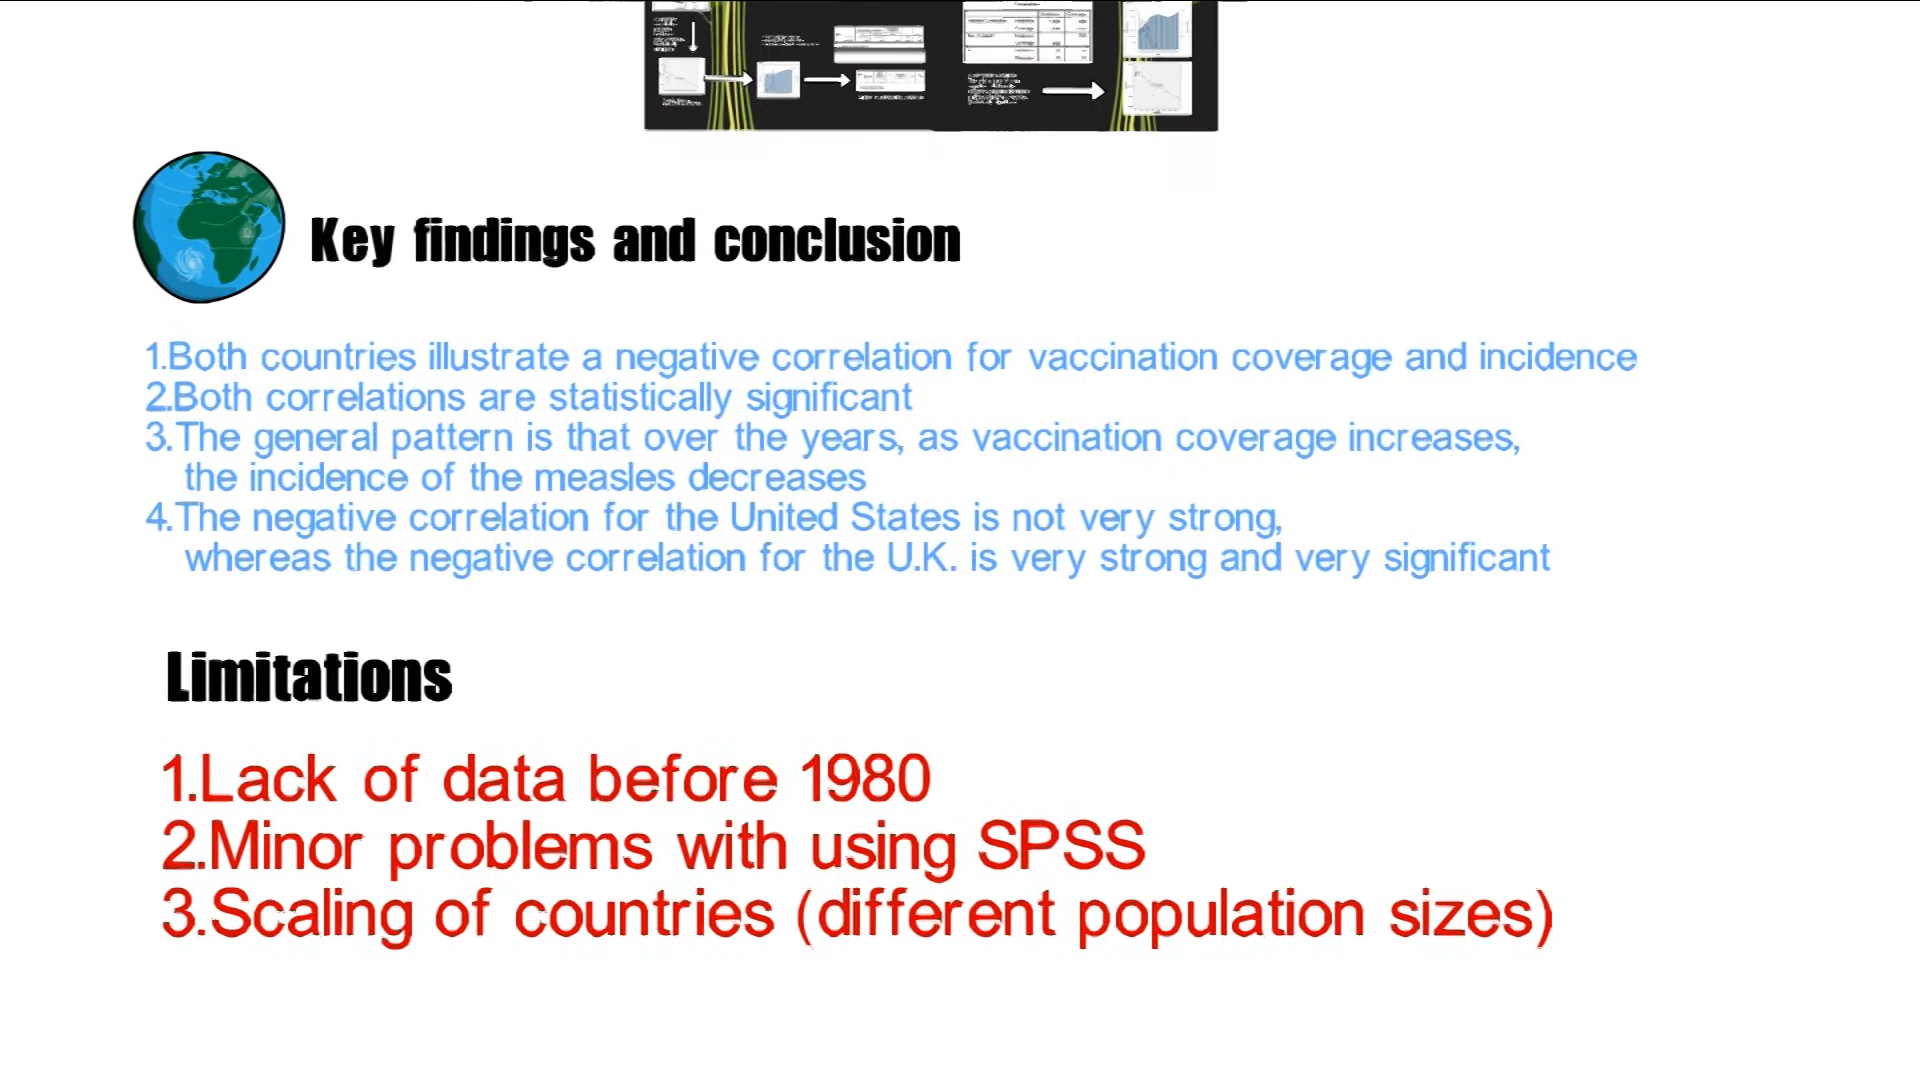 Key findings and conclusion
1.Both countries illustrate a negative correlation for vaccination coverage and incidence
2.Both correlations are statistically significant
3.The general pattern is that over the years, as vaccination coverage increases,
the incidence of the measles decreases
4.The negative correlation for the United States is not very strong,
whereas the negative correlation for the U.K. is very strong and very significant
Limitations
1.Lack of data before 1980
2.Minor problems with using SPSS
3.Scaling of countries (different population sizes)